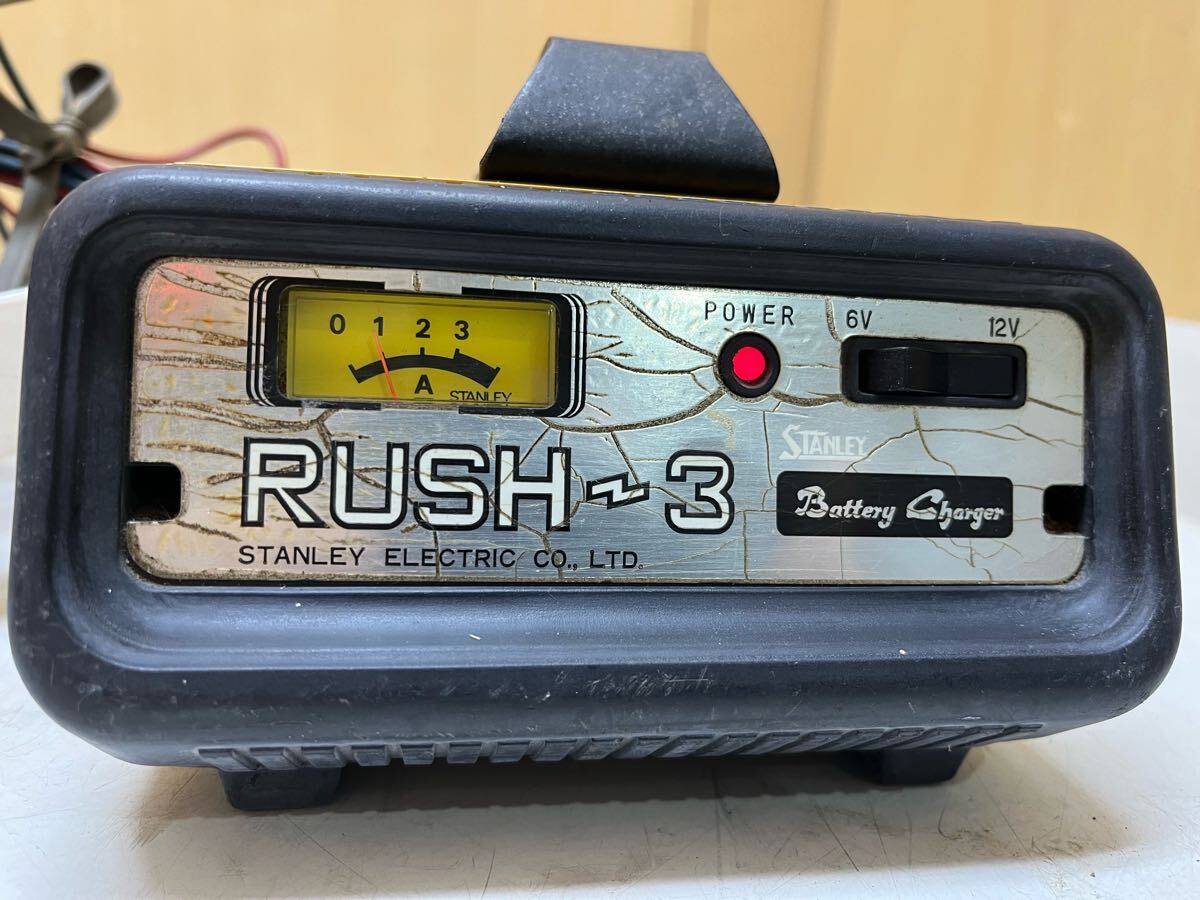 0 1 2 3
A
STANLEY
POWER
6V 12V
STANLEY
RUSH~3
Battery Charger
STANLEY ELECTRIC CO., LTD.